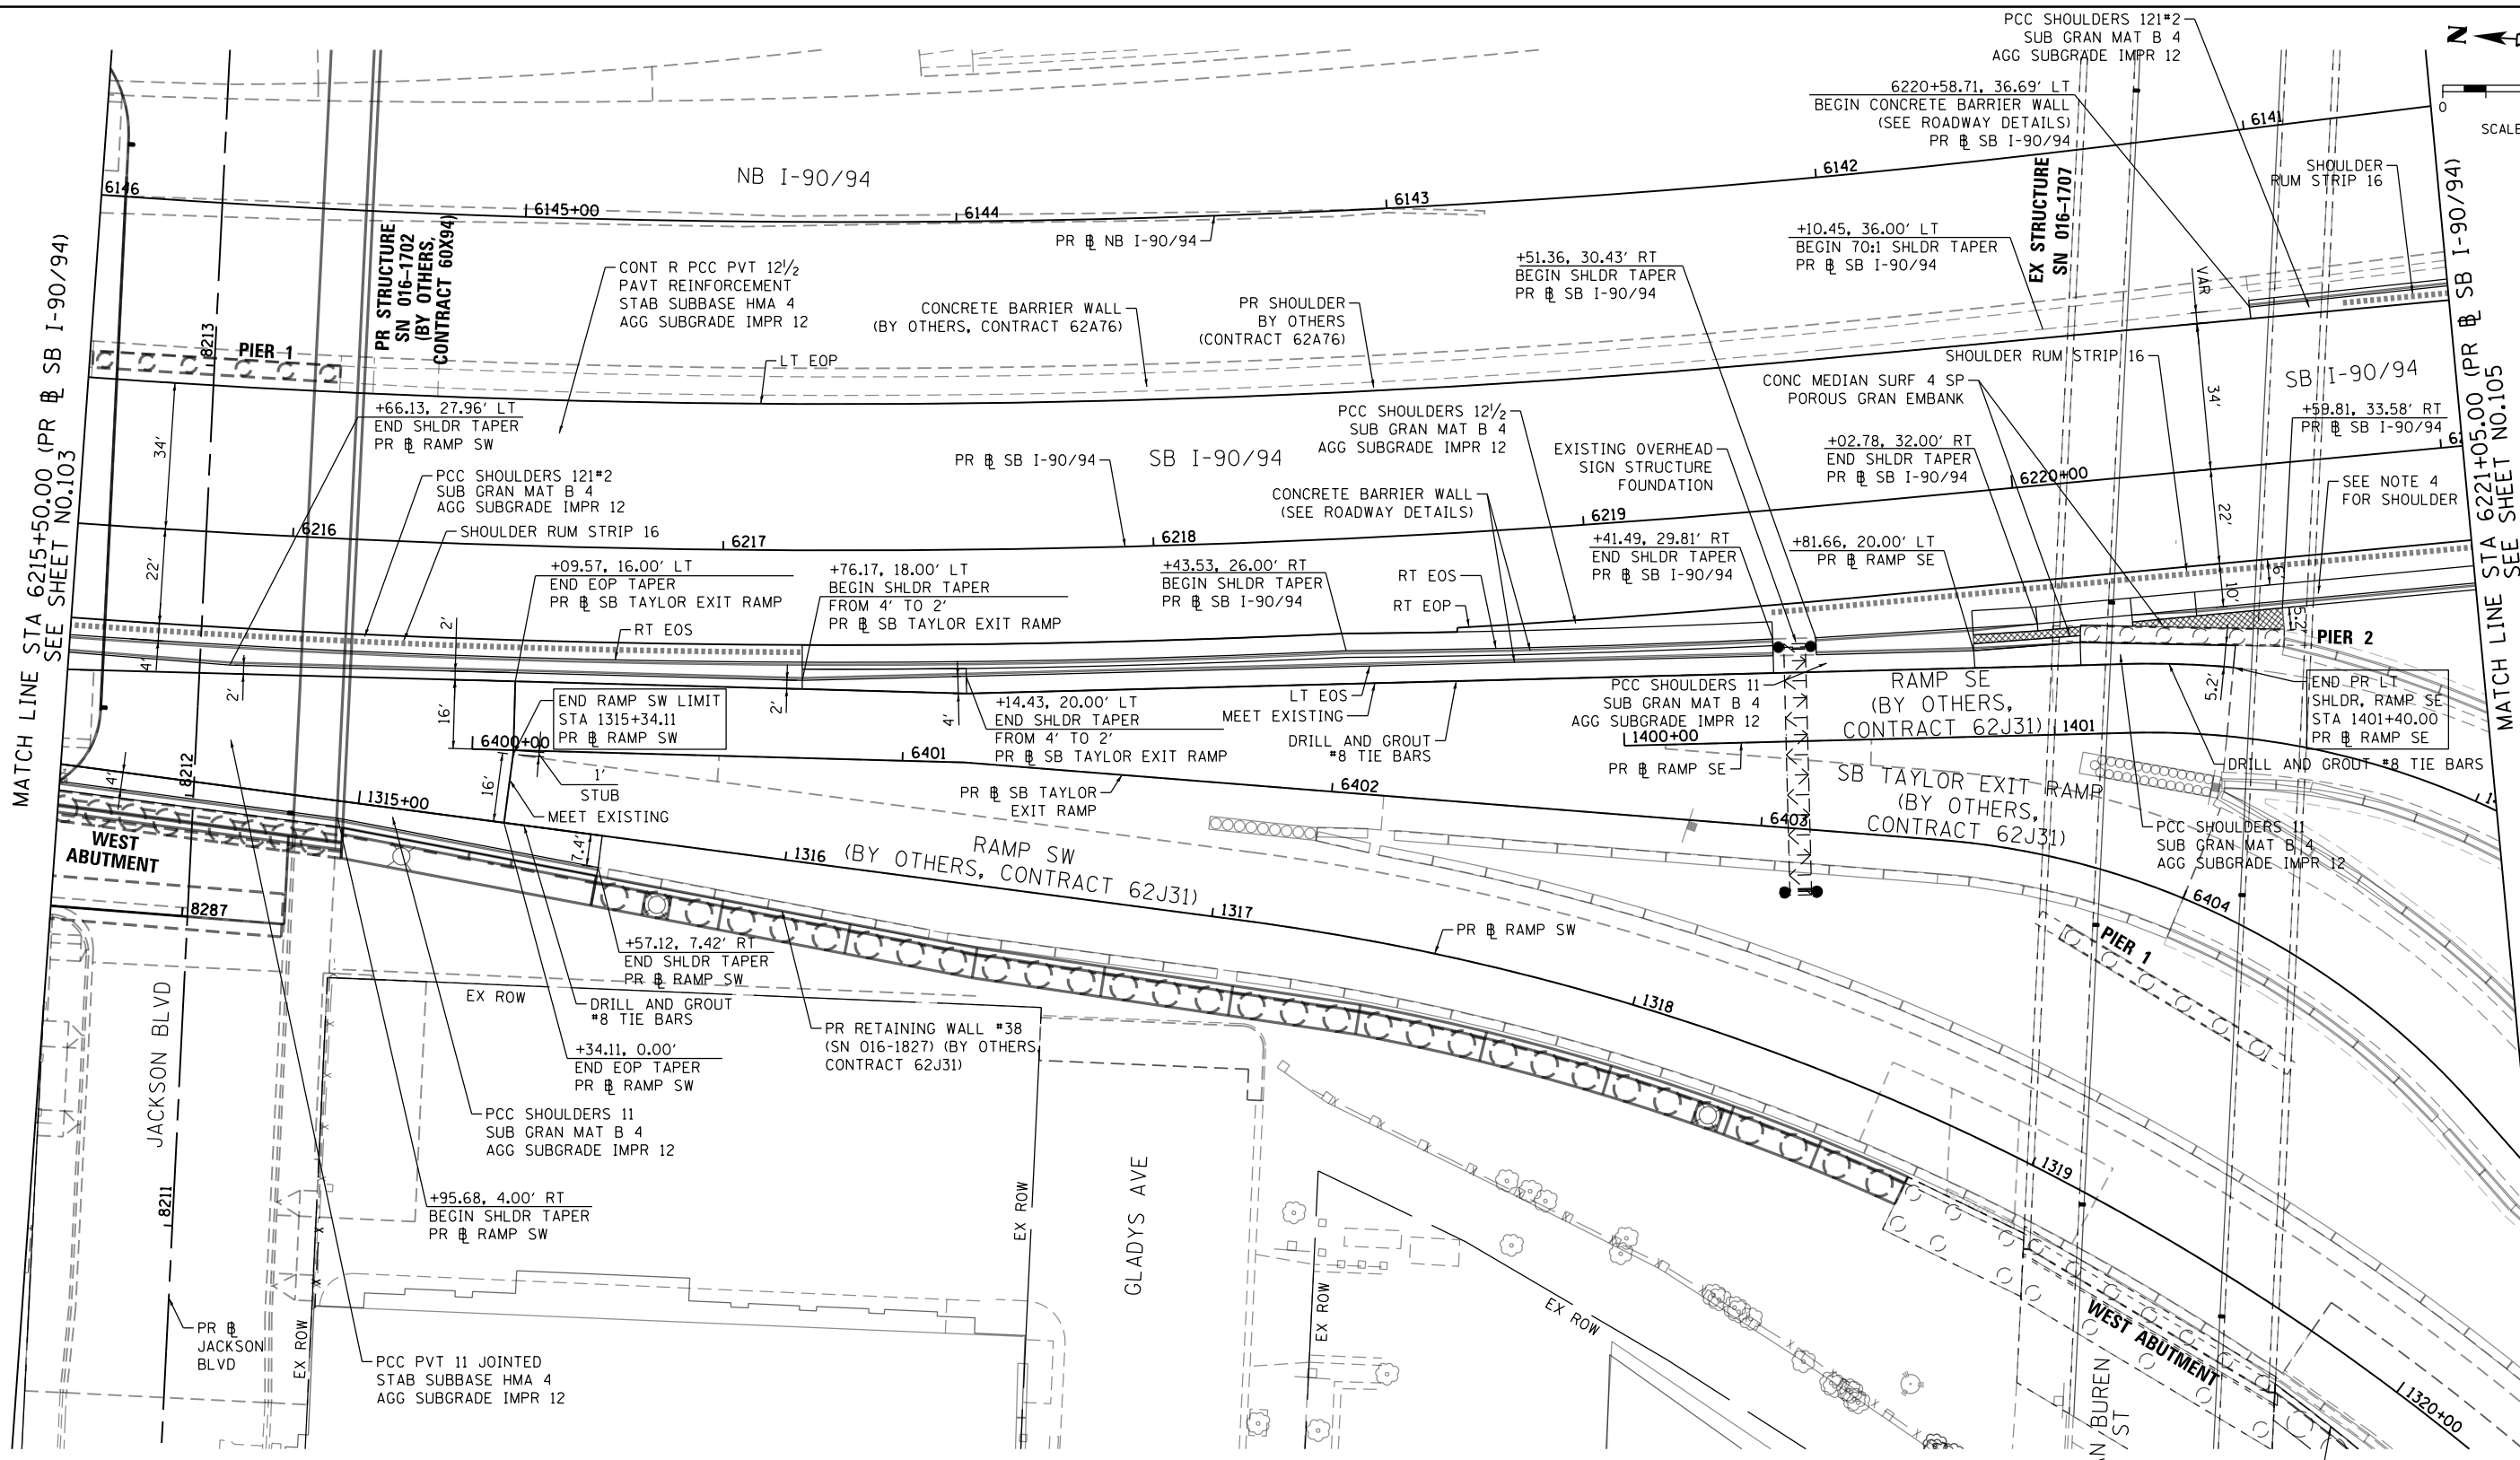 PCC SHOULDERS 121#2
SUB GRAN MAT B 4
AGG SUBGRADE IMPR 12
N
0
SCALE
6220+58.71, 36.69' LT
BEGIN CONCRETE BARRIER WALL
(SEE ROADWAY DETAILS)
PR ℄ SB I-90/94
6141
6142
SHOULDER
RUM STRIP 16
NB I-90/94
6146
6145+00
6144
6143
PR ℄ NB I-90/94
PR STRUCTURE
SN 016-1702
(BY OTHERS,
CONTRACT 60X94)
EX STRUCTURE
SN 016-1707
+10.45, 36.00' LT
BEGIN 70:1 SHLDR TAPER
PR ℄ SB I-90/94
VAR
CONT R PCC PVT 12½
PAVT REINFORCEMENT
STAB SUBBASE HMA 4
AGG SUBGRADE IMPR 12
CONCRETE BARRIER WALL
(BY OTHERS, CONTRACT 62A76)
PR SHOULDER
BY OTHERS
(CONTRACT 62A76)
+51.36, 30.43' RT
BEGIN SHLDR TAPER
PR ℄ SB I-90/94
MATCH LINE STA 6215+50.00 (PR ℄ SB I-90/94)
SEE SHEET NO.103
MATCH LINE STA 6221+05.00 (PR ℄ SB I-90/94)
SEE SHEET NO.105
8213
PIER 1
LT EOP
34'
+66.13, 27.96' LT
END SHLDR TAPER
PR ℄ RAMP SW
PCC SHOULDERS 121#2
SUB GRAN MAT B 4
AGG SUBGRADE IMPR 12
SHOULDER RUM STRIP 16
PR ℄ SB I-90/94
SB I-90/94
PCC SHOULDERS 12½
SUB GRAN MAT B 4
AGG SUBGRADE IMPR 12
SHOULDER RUM STRIP 16
CONC MEDIAN SURF 4 SP
POROUS GRAN EMBANK
34'
SB I-90/94
+59.81, 33.58' RT
PR ℄ SB I-90/94
EXISTING OVERHEAD
SIGN STRUCTURE
FOUNDATION
+02.78, 32.00' RT
END SHLDR TAPER
PR ℄ SB I-90/94
6220+00
SEE NOTE 4
FOR SHOULDER
CONCRETE BARRIER WALL
(SEE ROADWAY DETAILS)
6216
6217
6218
6219
22'
22'
+09.57, 16.00' LT
END EOP TAPER
PR ℄ SB TAYLOR EXIT RAMP
+76.17, 18.00' LT
BEGIN SHLDR TAPER
FROM 4' TO 2'
PR ℄ SB TAYLOR EXIT RAMP
+43.53, 26.00' RT
BEGIN SHLDR TAPER
PR ℄ SB I-90/94
RT EOS
RT EOP
+41.49, 29.81' RT
END SHLDR TAPER
PR ℄ SB I-90/94
+81.66, 20.00' LT
PR ℄ RAMP SE
10'
5.2'
PIER 2
RT EOS
2'
4'
2'
16'
END RAMP SW LIMIT
STA 1315+34.11
PR ℄ RAMP SW
2'
4'
+14.43, 20.00' LT
END SHLDR TAPER
FROM 4' TO 2'
PR ℄ SB TAYLOR EXIT RAMP
LT EOS
MEET EXISTING
DRILL AND GROUT
#8 TIE BARS
PCC SHOULDERS 11
SUB GRAN MAT B 4
AGG SUBGRADE IMPR 12
RAMP SE
(BY OTHERS,
CONTRACT 62J31)
5.2'
END PR LT
SHLDR, RAMP SE
STA 1401+40.00
PR ℄ RAMP SE
6400+00
6401
1400+00
1401
PR ℄ RAMP SE
DRILL AND GROUT #8 TIE BARS
8212
4'
1315+00
16'
1'
STUB
MEET EXISTING
PR ℄ SB TAYLOR
EXIT RAMP
6402
6403
SB TAYLOR EXIT RAMP
(BY OTHERS,
CONTRACT 62J31)
PCC SHOULDERS 11
SUB GRAN MAT B 4
AGG SUBGRADE IMPR 12
WEST
ABUTMENT
7.4'
1316
RAMP SW
(BY OTHERS, CONTRACT 62J31)
1317
6404
8287
PR ℄ RAMP SW
PIER 1
+57.12, 7.42' RT
END SHLDR TAPER
PR ℄ RAMP SW
EX ROW
DRILL AND GROUT
#8 TIE BARS
1318
JACKSON BLVD
PR RETAINING WALL #38
(SN 016-1827) (BY OTHERS,
CONTRACT 62J31)
+34.11, 0.00'
END EOP TAPER
PR ℄ RAMP SW
PCC SHOULDERS 11
SUB GRAN MAT B 4
AGG SUBGRADE IMPR 12
1319
8211
+95.68, 4.00' RT
BEGIN SHLDR TAPER
PR ℄ RAMP SW
EX ROW
GLADYS AVE
EX ROW
EX ROW
EX ROW
PR ℄
JACKSON
BLVD
PCC PVT 11 JOINTED
STAB SUBBASE HMA 4
AGG SUBGRADE IMPR 12
WEST ABUTMENT
BUREN
ST
1320+00